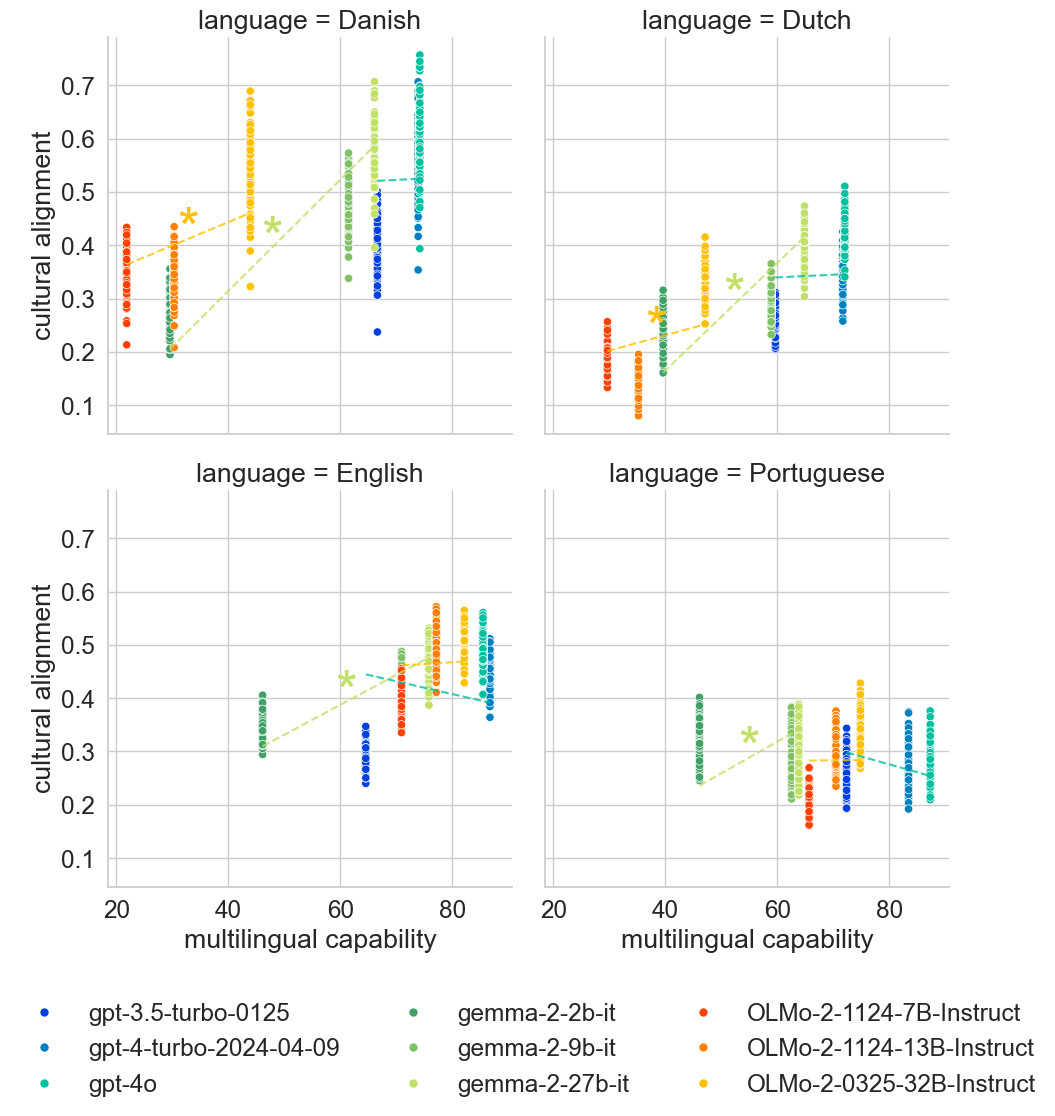 language = Danish
language = Dutch
cultural alignment
0.7
0.6
0.5
0.4
0.3
0.2
0.1
*
*
*
*
language = English
language = Portuguese
cultural alignment
0.7
0.6
0.5
0.4
0.3
0.2
0.1
*
*
20 40 60 80
20 40 60 80
multilingual capability
multilingual capability
gpt-3.5-turbo-0125
gpt-4-turbo-2024-04-09
gpt-4o
gemma-2-2b-it
gemma-2-9b-it
gemma-2-27b-it
OLMo-2-1124-7B-Instruct
OLMo-2-1124-13B-Instruct
OLMo-2-0325-32B-Instruct